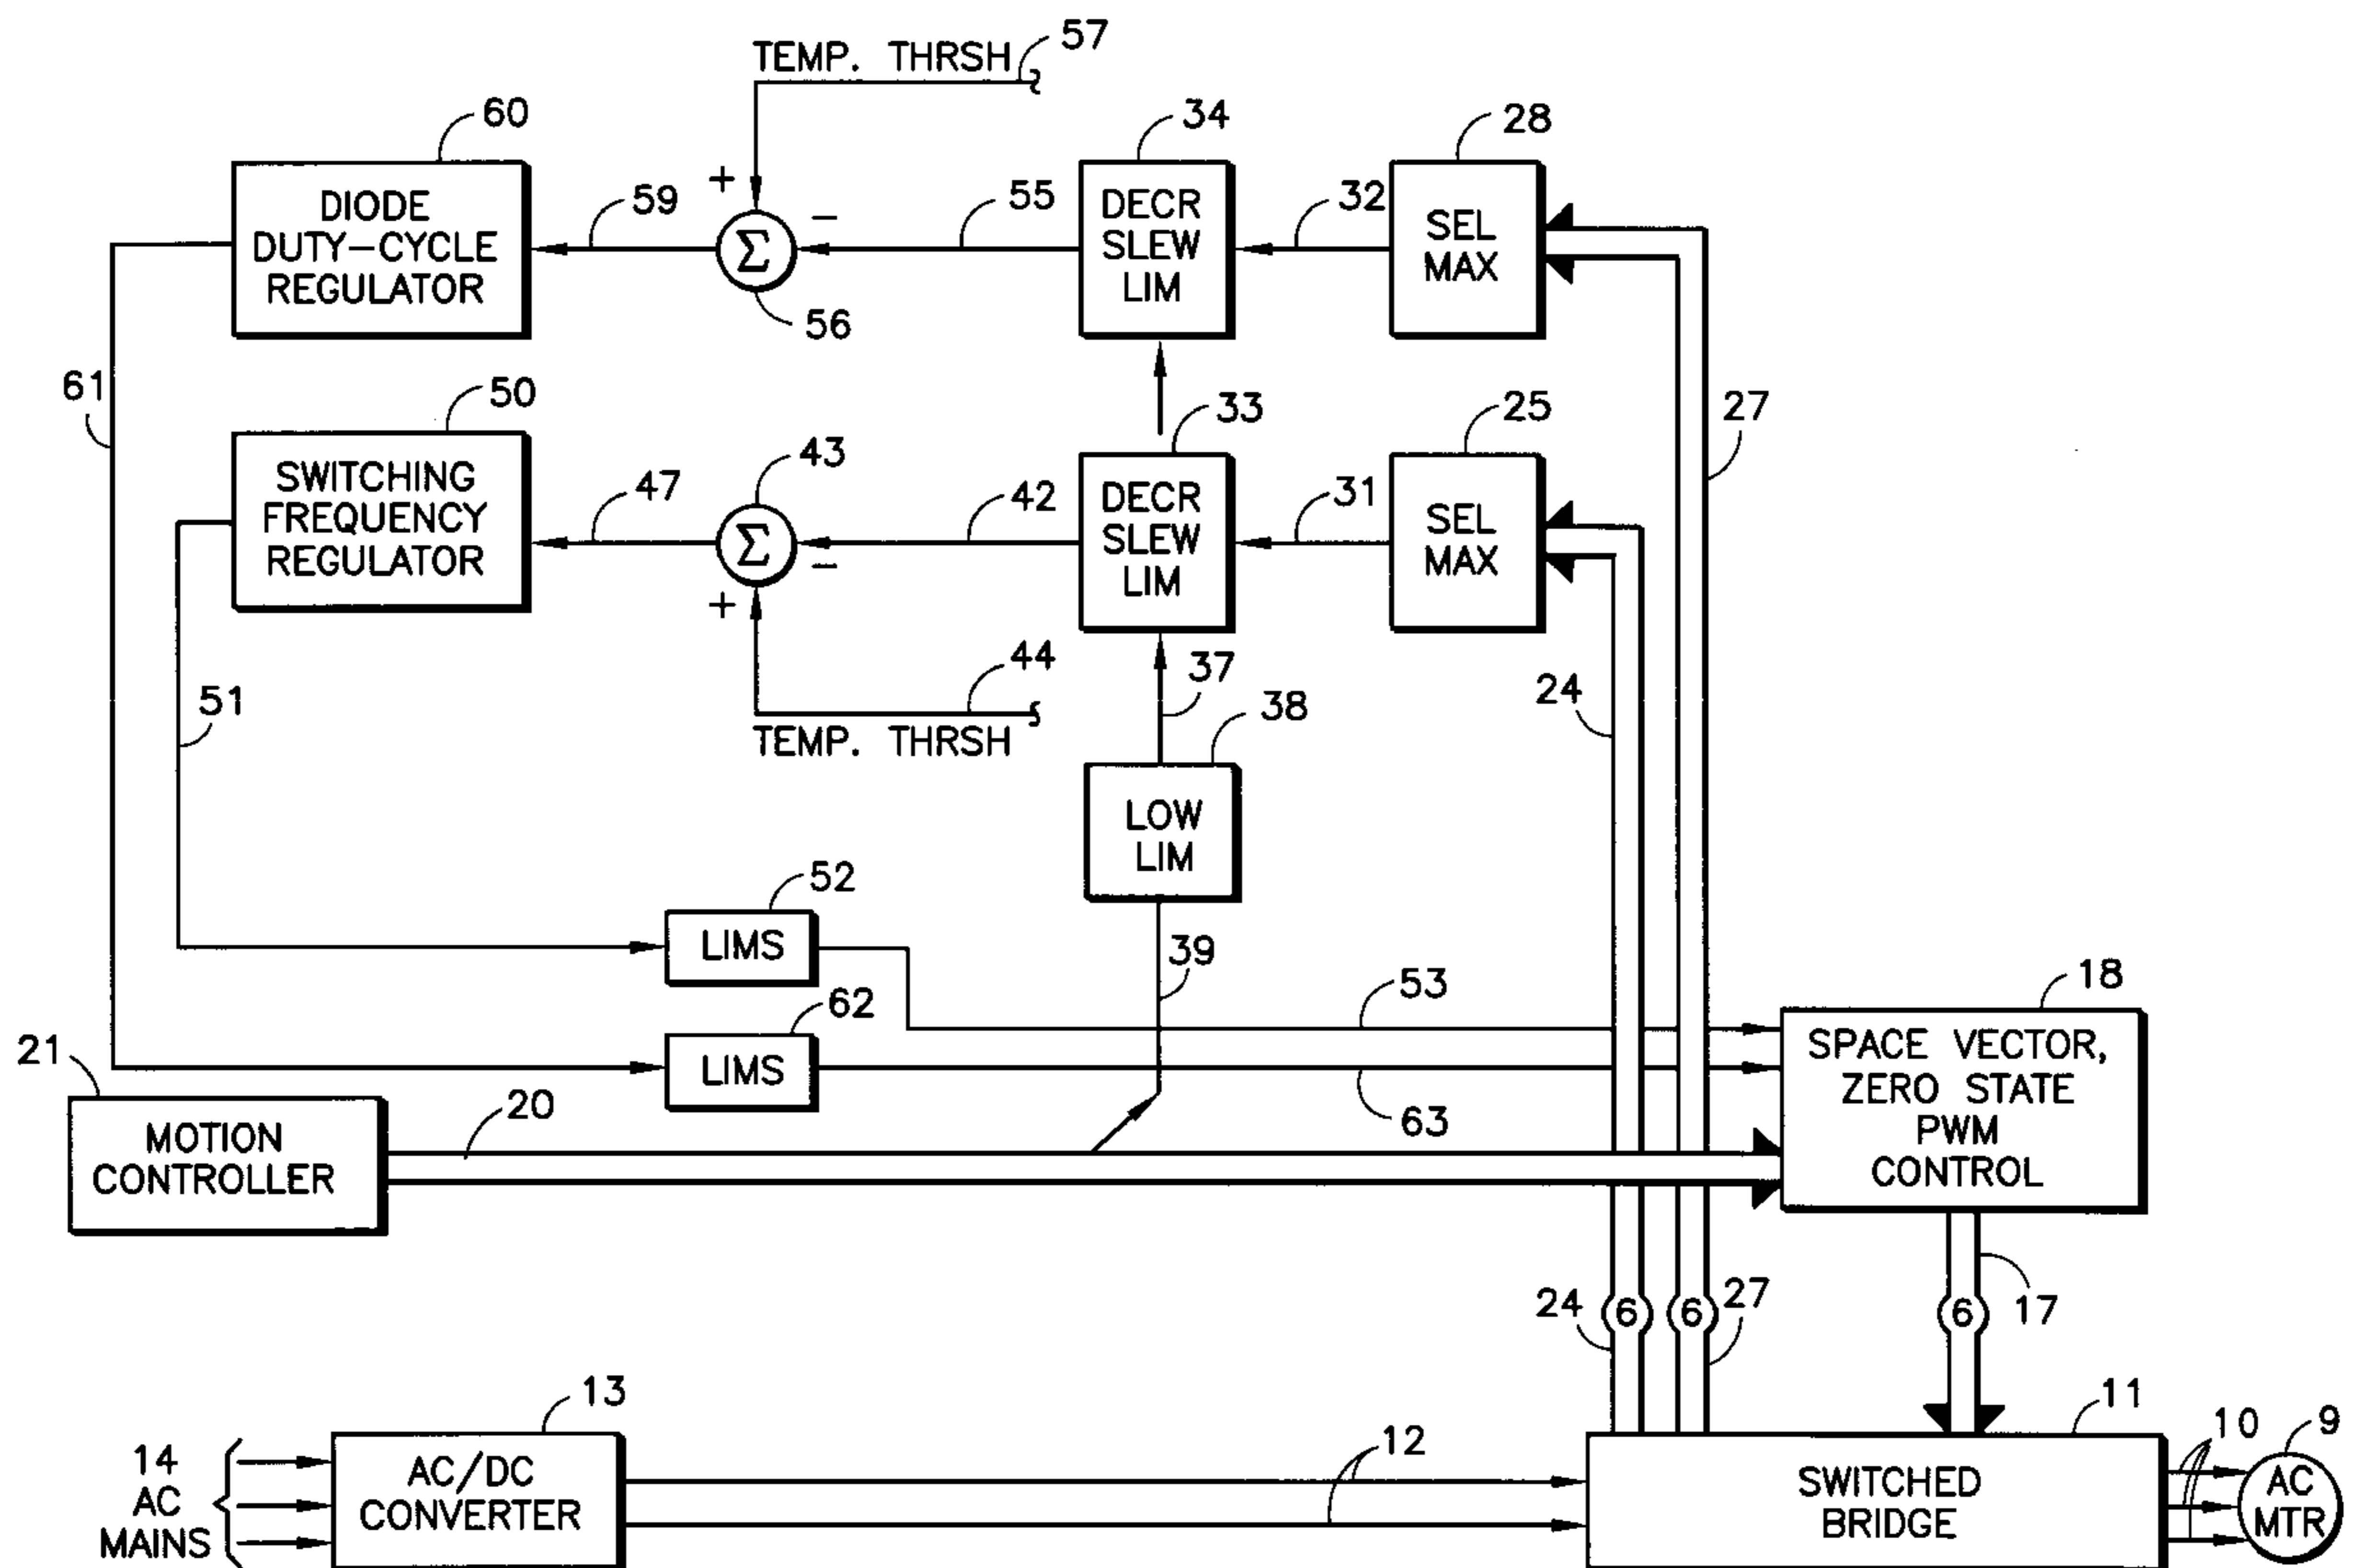 TEMP. THRSH
57
60
34
28
DIODE
DUTY-CYCLE
REGULATOR
59
+
Σ
−
55
DECR
SLEW
LIM
32
SEL
MAX
56
61
50
33
25
27
SWITCHING
FREQUENCY
REGULATOR
47
43
Σ
−
+
42
DECR
SLEW
LIM
31
SEL
MAX
44
TEMP. THRSH
37
38
24
51
LOW
LIM
52
LIMS
39
53
18
62
LIMS
63
SPACE VECTOR,
ZERO STATE
PWM
CONTROL
21
20
MOTION
CONTROLLER
24
6
6
27
6
17
13
12
11
10
9
14
AC
MAINS
AC/DC
CONVERTER
SWITCHED
BRIDGE
AC
MTR